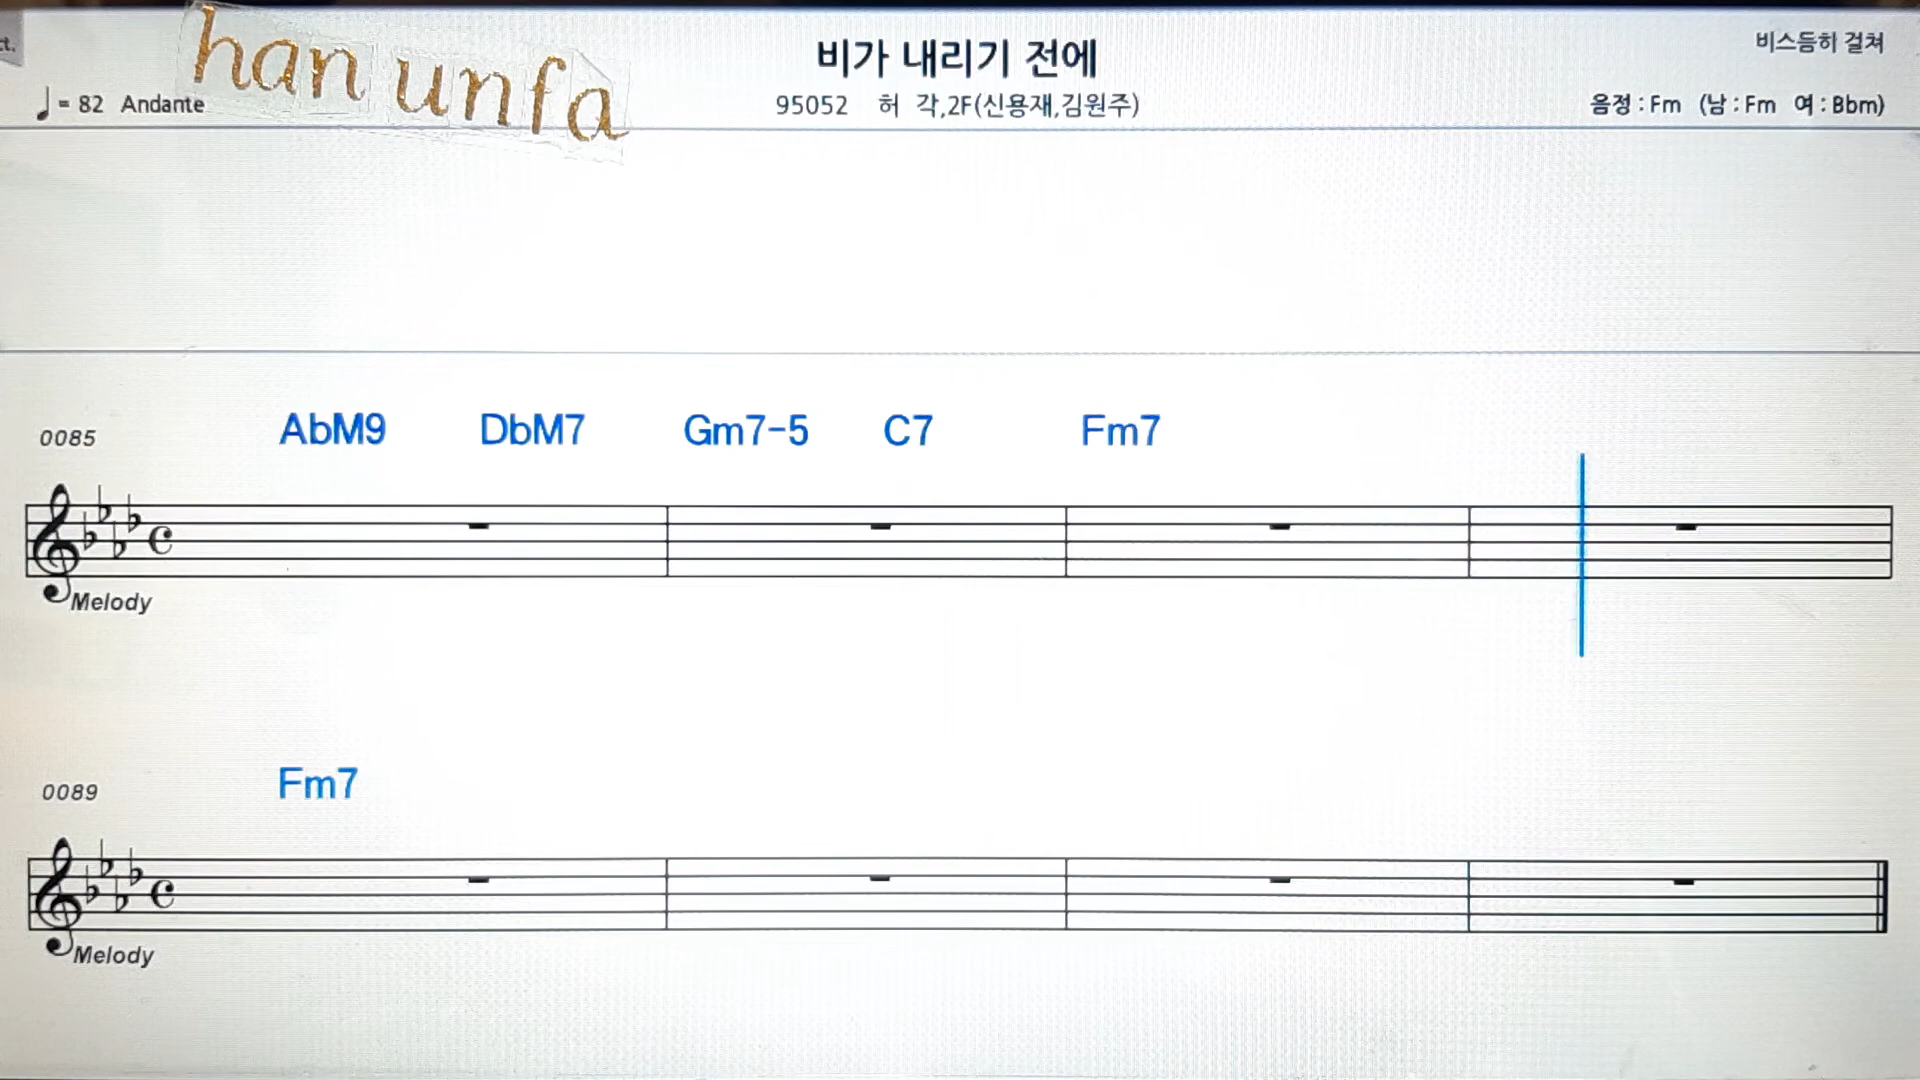 ct.
han unfa
비가 내리기 전에
비스듬히 걸쳐
♩ = 82 Andante
95052 허 각,2F(신용재,김원주)
음정 : Fm (남 : Fm 여 : Bbm)
0085
AbM9 DbM7 Gm7-5 C7 Fm7
Melody
0089
Fm7
Melody